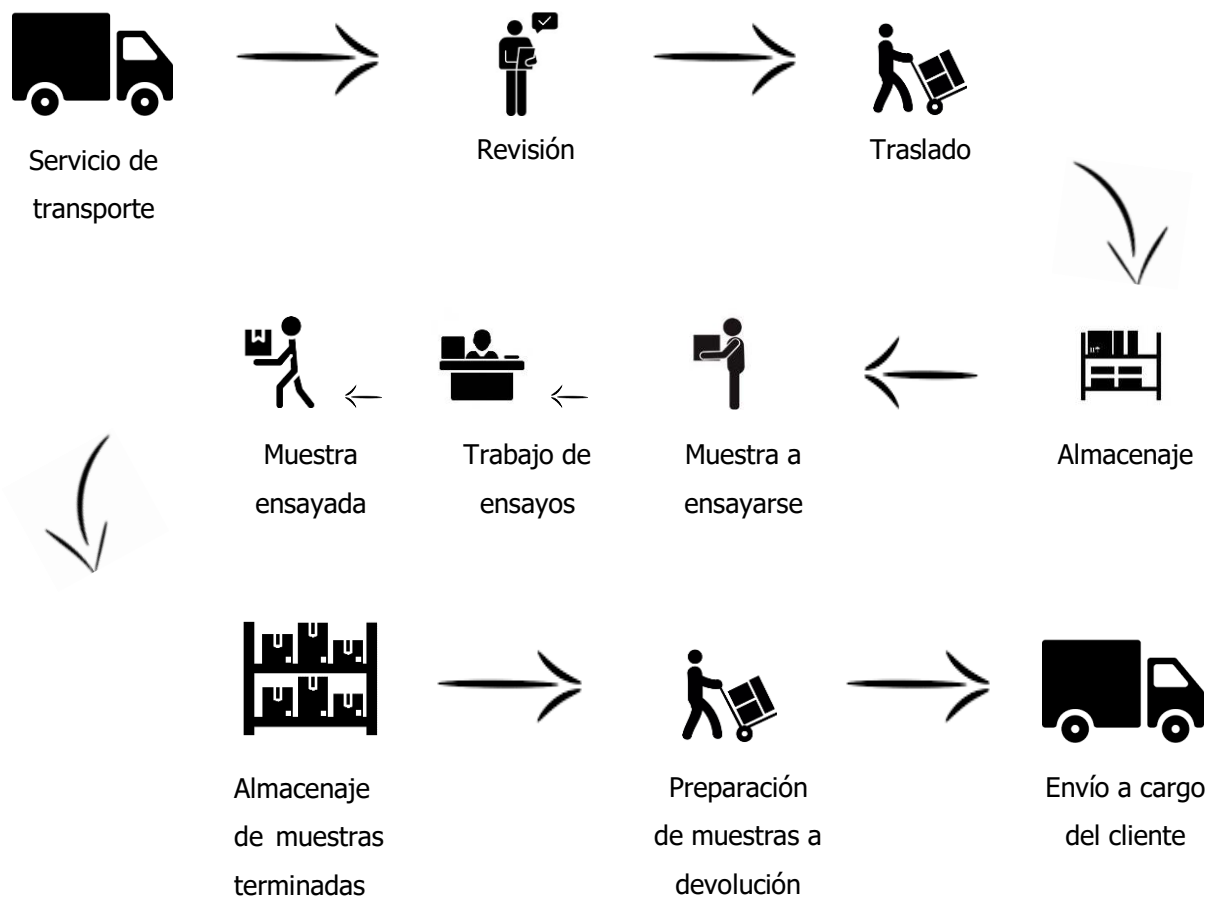 Servicio de
transporte
Revisión
Traslado
Almacenaje
Muestra a
ensayarse
Trabajo de
ensayos
Muestra
ensayada
Almacenaje
de muestras
terminadas
Preparación
de muestras a
devolución
Envío a cargo
del cliente